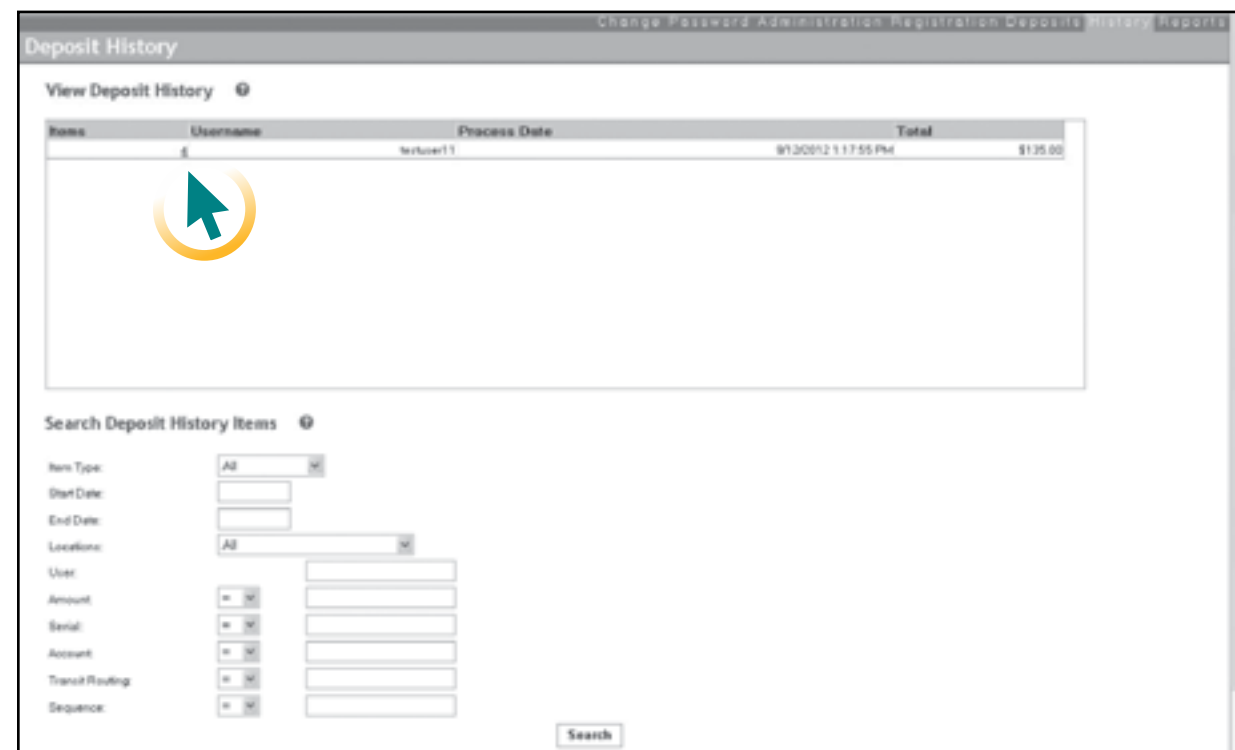 Change Password Administration Registration Deposits History Reports
Deposit History
View Deposit History ?
Items Username Process Date Total
4 testuser11 9/12/2012 1:17:55 PM $135.00
Search Deposit History Items ?
Item Type: All
Start Date:
End Date:
Locations: All
User:
Amount: =
Serial: =
Account: =
Transit Routing: =
Sequence: =
Search